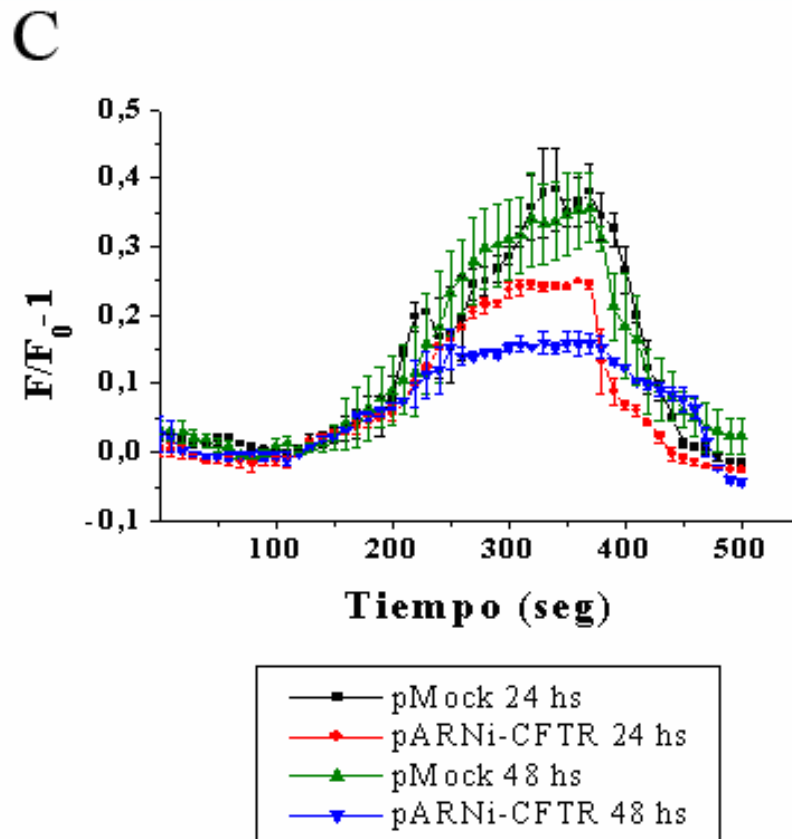 C
0,5
0,4
0,3
0,2
0,1
0,0
-0,1
F/F0-1
100 200 300 400 500
Tiempo (seg)
pMock 24 hs
pARNi-CFTR 24 hs
pMock 48 hs
pARNi-CFTR 48 hs